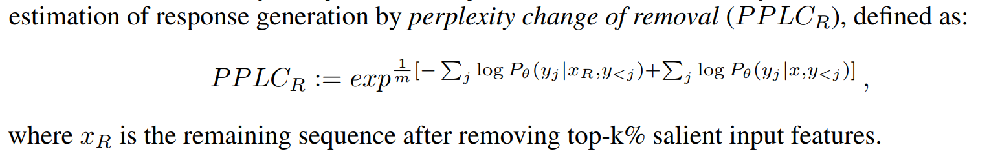 estimation of response generation by perplexity change of removal (PPLC_R), defined as:
PPLC_R := exp^{\frac{1}{m}[-\sum_j \log P_\theta(y_j|x_R,y_{<j})+\sum_j \log P_\theta(y_j|x,y_{<j})]},
where x_R is the remaining sequence after removing top-k% salient input features.